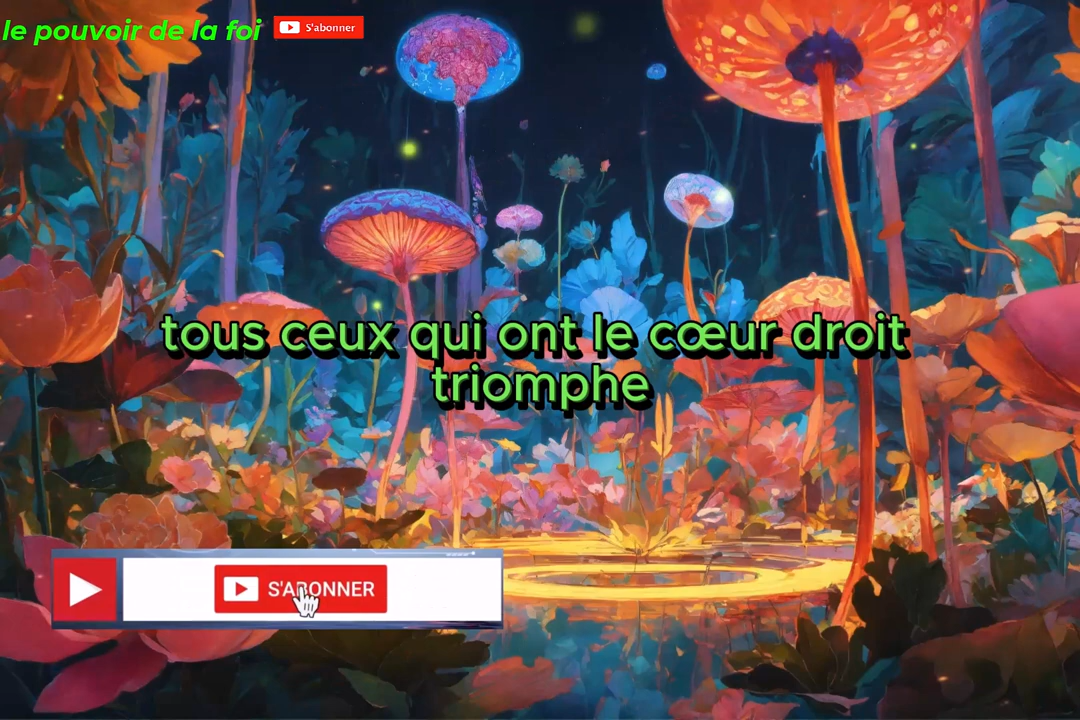 le pouvoir de la foi
S'abonner
tous ceux qui ont le cœur droit
triomphe
S'ABONNER